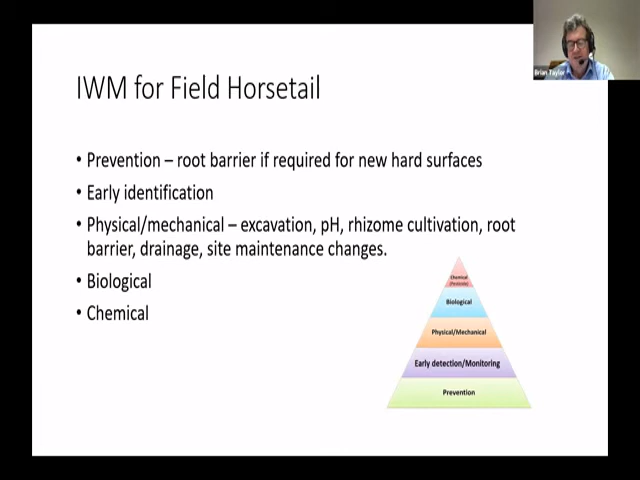 Brian Taylor
IWM for Field Horsetail
• Prevention – root barrier if required for new hard surfaces
• Early identification
• Physical/mechanical – excavation, pH, rhizome cultivation, root
barrier, drainage, site maintenance changes.
• Biological
• Chemical
Chemical
(Pesticide)
Biological
Physical/Mechanical
Early detection/Monitoring
Prevention